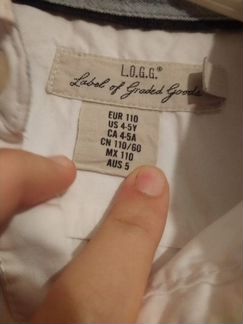 L.O.G.G.®
Label of Graded Goods
EUR 110
US 4-5Y
CA 4-5A
CN 110/60
MX 110
AUS 5